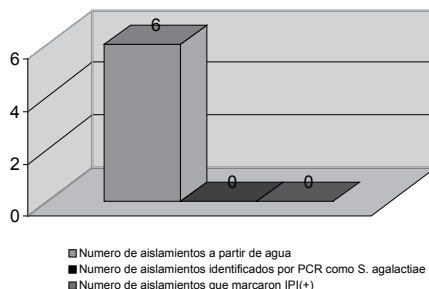 6
6
4
2
0
0
0
Numero de aislamientos a partir de agua
Numero de aislamientos identificados por PCR como S. agalactiae
Numero de aislamientos que marcaron IPI(+)